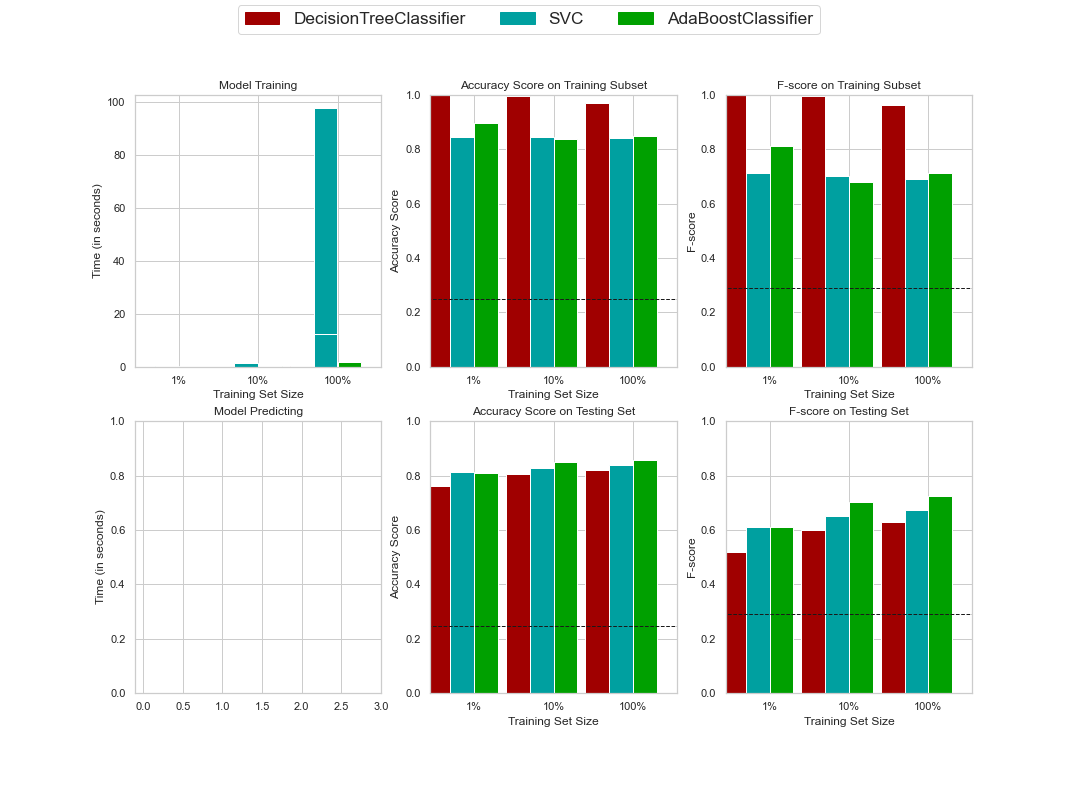 DecisionTreeClassifier SVC AdaBoostClassifier
Model Training
Time (in seconds)
100
80
60
40
20
0
1% 10% 100%
Training Set Size
Accuracy Score on Training Subset
Accuracy Score
1.0
0.8
0.6
0.4
0.2
0.0
1% 10% 100%
Training Set Size
F-score on Training Subset
F-score
1.0
0.8
0.6
0.4
0.2
0.0
1% 10% 100%
Training Set Size
Model Predicting
Time (in seconds)
1.0
0.8
0.6
0.4
0.2
0.0
0.0 0.5 1.0 1.5 2.0 2.5 3.0
Accuracy Score on Testing Set
Accuracy Score
1.0
0.8
0.6
0.4
0.2
0.0
1% 10% 100%
Training Set Size
F-score on Testing Set
F-score
1.0
0.8
0.6
0.4
0.2
0.0
1% 10% 100%
Training Set Size